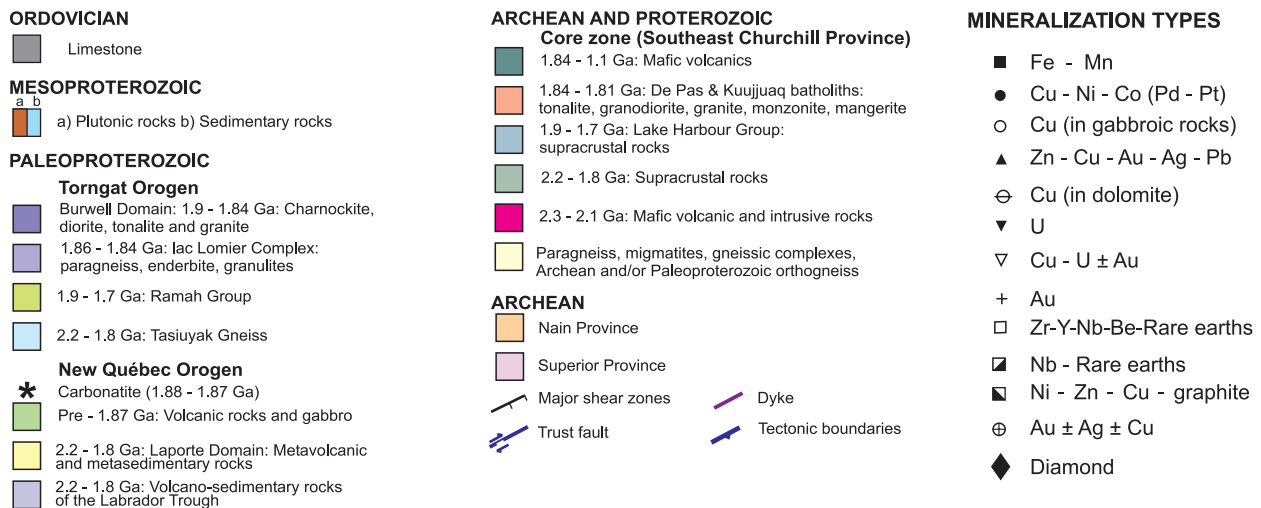 ORDOVICIAN
Limestone
MESOPROTEROZOIC
a b
a) Plutonic rocks b) Sedimentary rocks
PALEOPROTEROZOIC
Torngat Orogen
Burwell Domain: 1.9 - 1.84 Ga: Charnockite,
diorite, tonalite and granite
1.86 - 1.84 Ga: lac Lomier Complex:
paragneiss, enderbite, granulites
1.9 - 1.7 Ga: Ramah Group
2.2 - 1.8 Ga: Tasiuyak Gneiss
New Québec Orogen
Carbonatite (1.88 - 1.87 Ga)
Pre - 1.87 Ga: Volcanic rocks and gabbro
2.2 - 1.8 Ga: Laporte Domain: Metavolcanic
and metasedimentary rocks
2.2 - 1.8 Ga: Volcano-sedimentary rocks
of the Labrador Trough
ARCHEAN AND PROTEROZOIC
Core zone (Southeast Churchill Province)
1.84 - 1.1 Ga: Mafic volcanics
1.84 - 1.81 Ga: De Pas & Kuujjuaq batholiths:
tonalite, granodiorite, granite, monzonite, mangerite
1.9 - 1.7 Ga: Lake Harbour Group:
supracrustal rocks
2.2 - 1.8 Ga: Supracrustal rocks
2.3 - 2.1 Ga: Mafic volcanic and intrusive rocks
Paragneiss, migmatites, gneissic complexes,
Archean and/or Paleoproterozoic orthogneiss
ARCHEAN
Nain Province
Superior Province
Major shear zones
Dyke
Trust fault
Tectonic boundaries
MINERALIZATION TYPES
Fe - Mn
Cu - Ni - Co (Pd - Pt)
Cu (in gabbroic rocks)
Zn - Cu - Au - Ag - Pb
Cu (in dolomite)
U
Cu - U ± Au
Au
Zr-Y-Nb-Be-Rare earths
Nb - Rare earths
Ni - Zn - Cu - graphite
Au ± Ag ± Cu
Diamond